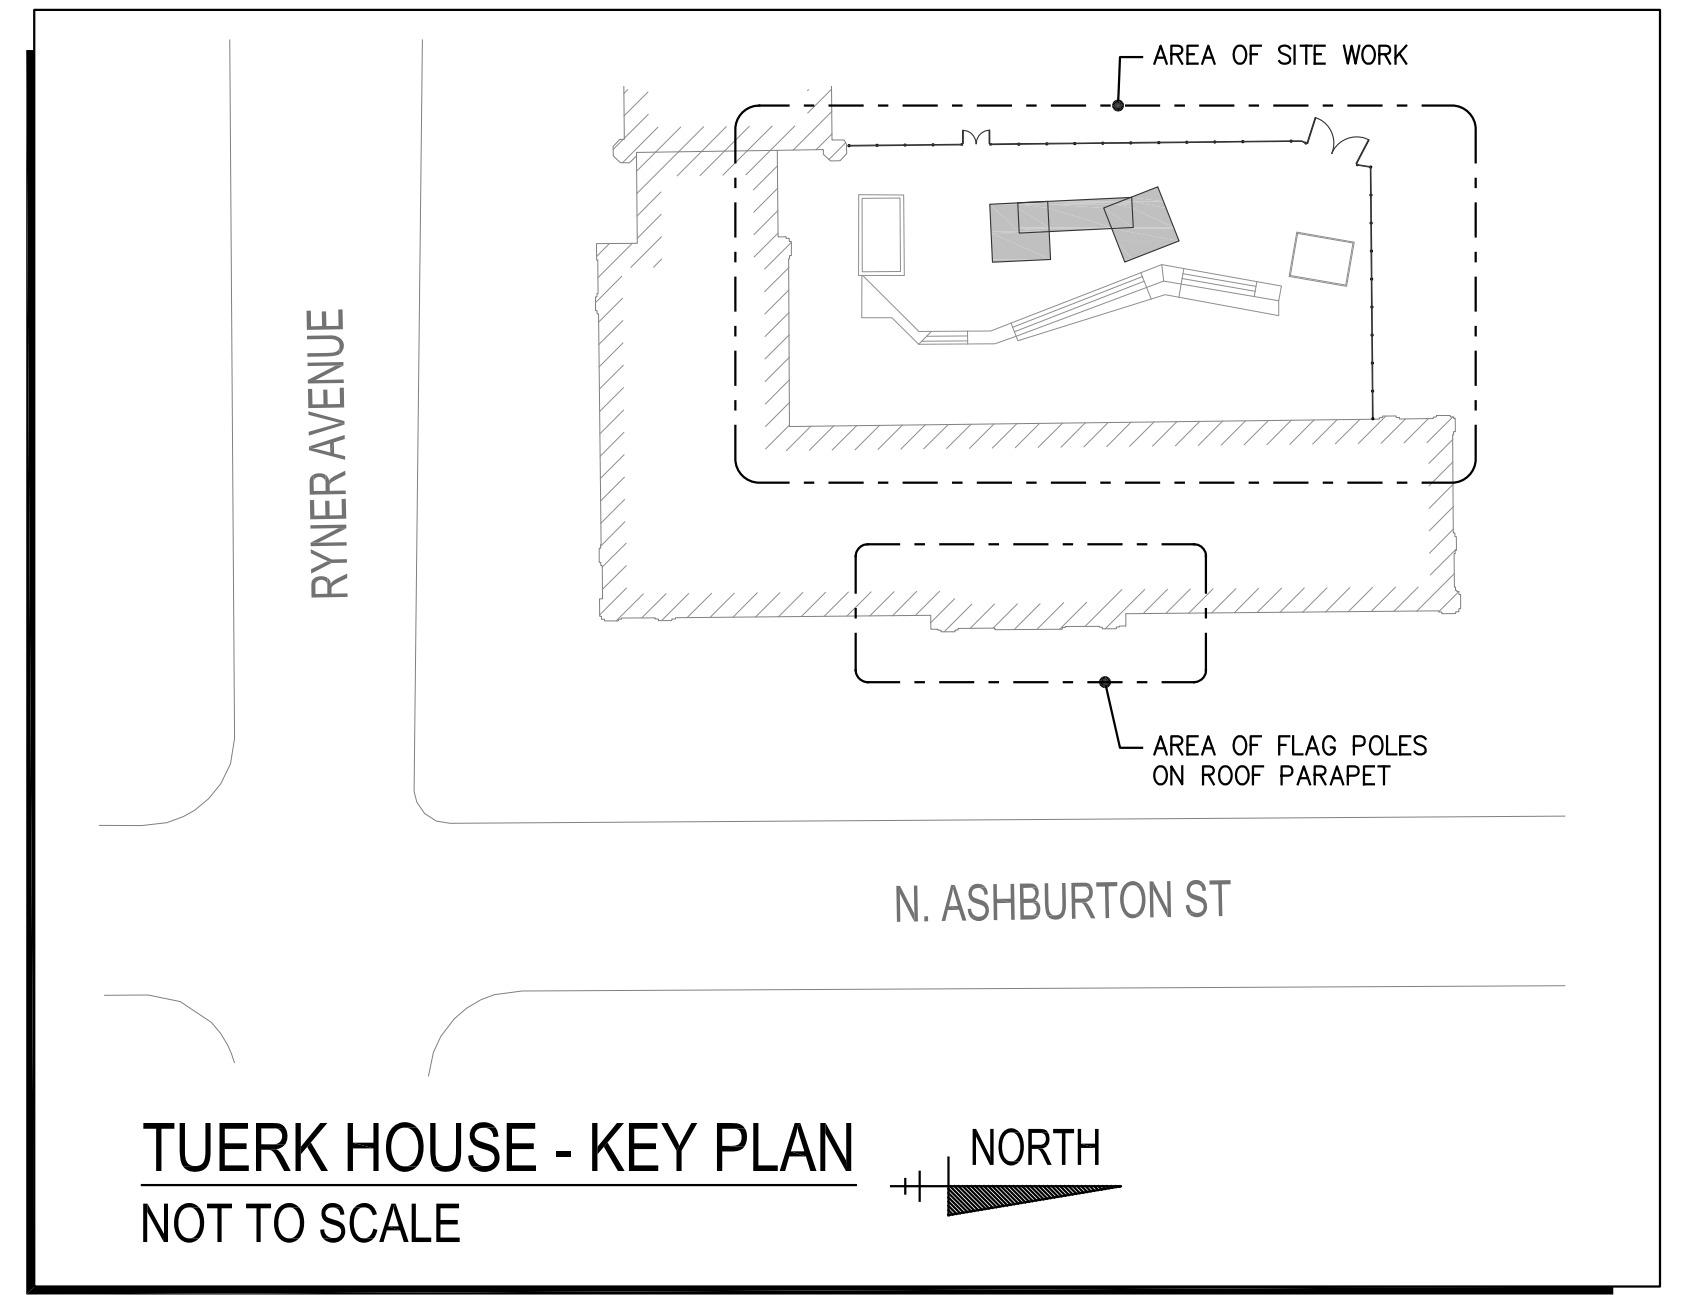 AREA OF SITE WORK
RYNER AVENUE
AREA OF FLAG POLES
ON ROOF PARAPET
N. ASHBURTON ST
TUERK HOUSE - KEY PLAN
NOT TO SCALE
NORTH